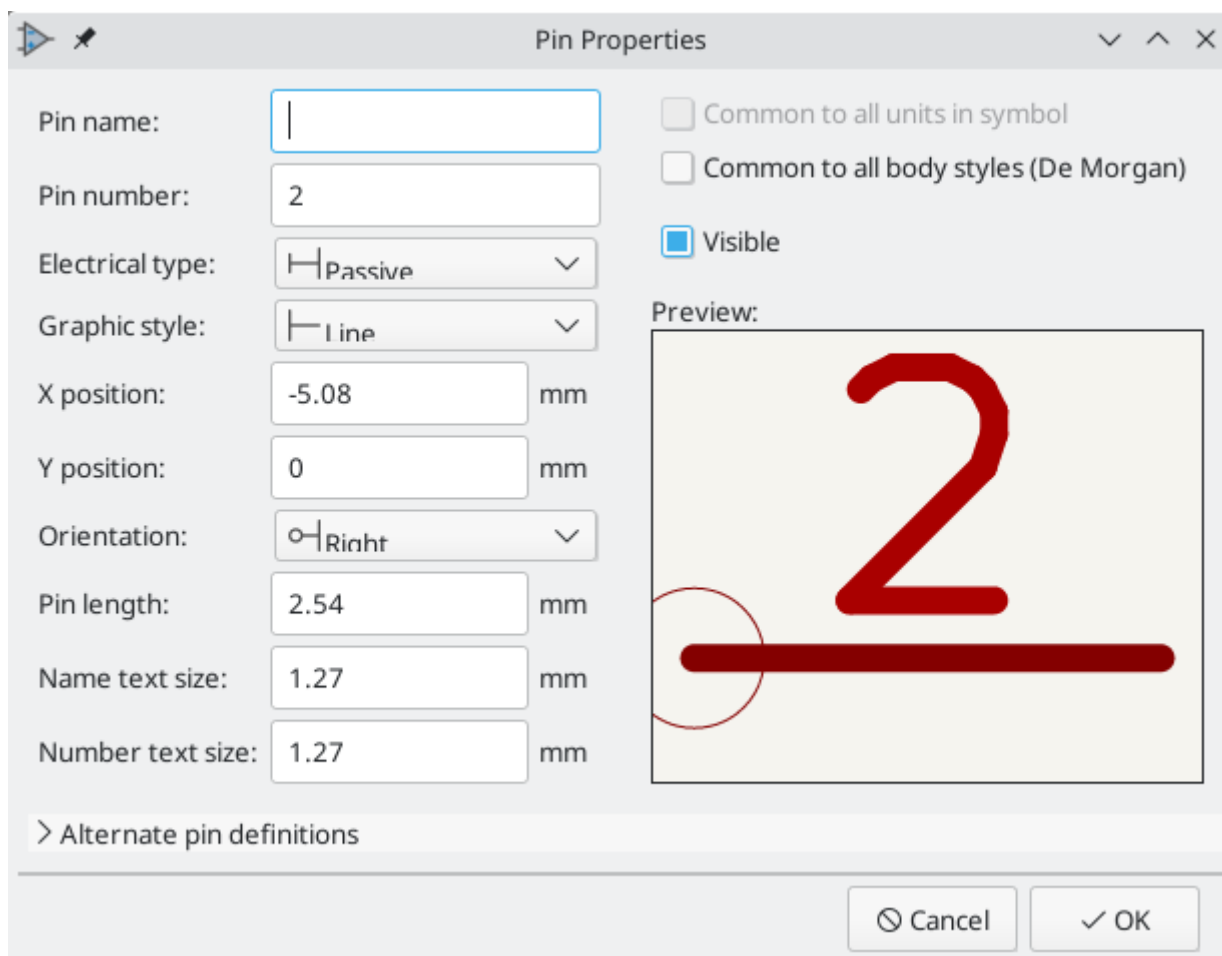 Pin Properties
Pin name:
Pin number: 2
Electrical type: Passive
Graphic style: Line
X position: -5.08 mm
Y position: 0 mm
Orientation: Right
Pin length: 2.54 mm
Name text size: 1.27 mm
Number text size: 1.27 mm
Common to all units in symbol
Common to all body styles (De Morgan)
Visible
Preview:
2
Alternate pin definitions
Cancel
OK